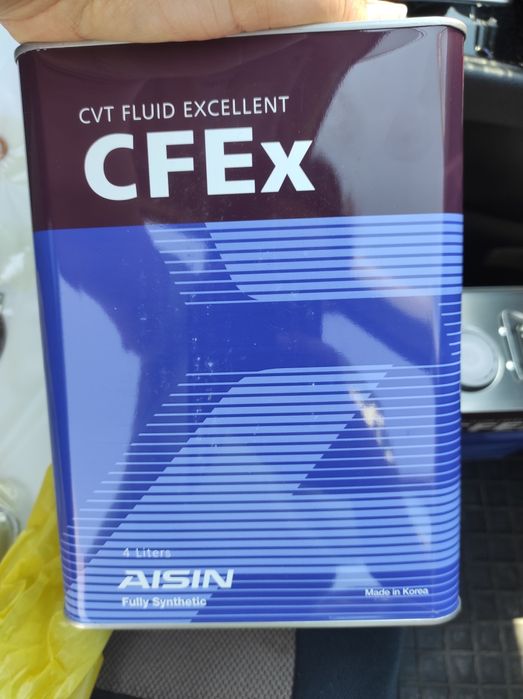 CVT FLUID EXCELLENT
CFEx
4 Liters
AISIN
Fully Synthetic
Made in Korea